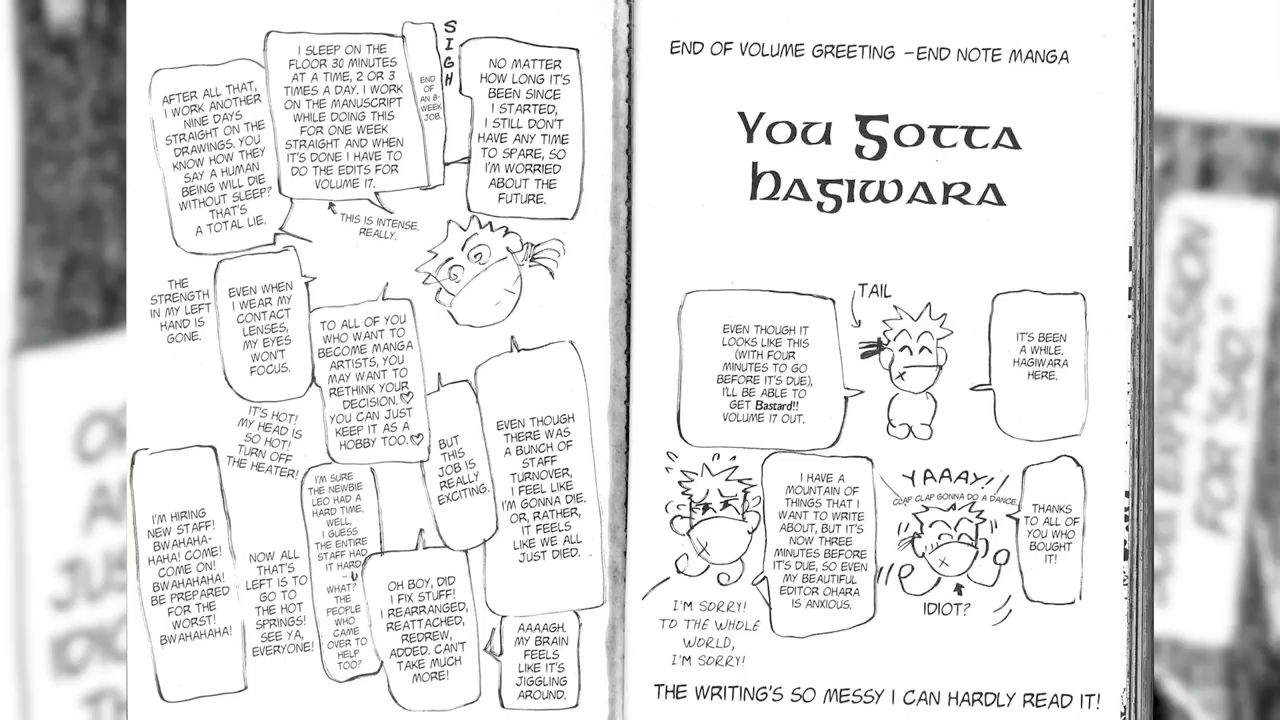 END OF VOLUME GREETING -END NOTE MANGA
YOU GOTTA
HAGIWARA
IT'S BEEN
A WHILE.
HAGIWARA
HERE.
TAIL
EVEN THOUGH IT
LOOKS LIKE THIS
(WITH FOUR
MINUTES TO GO
BEFORE IT'S DUE),
I'LL BE ABLE TO
GET Bastard!!
VOLUME 17 OUT.
THANKS
TO ALL OF
YOU WHO
BOUGHT
IT!
YAAAY!!
CLAP CLAP GONNA DO A DANCE
IDIOT?
I HAVE A
MOUNTAIN OF
THINGS THAT I
WANT TO WRITE
ABOUT, BUT IT'S
NOW THREE
MINUTES BEFORE
IT'S DUE, SO EVEN
MY BEAUTIFUL
EDITOR OHARA
IS ANXIOUS.
I'M SORRY!
TO THE WHOLE
WORLD,
I'M SORRY!
THE WRITING'S SO MESSY I CAN HARDLY READ IT!
NO MATTER
HOW LONG IT'S
BEEN SINCE
I STARTED,
I STILL DON'T
HAVE ANY TIME
TO SPARE, SO
I'M WORRIED
ABOUT THE
FUTURE.
SIGH
END
OF
AN 8-
WEEK
JOB.
I SLEEP ON THE
FLOOR 30 MINUTES
AT A TIME, 2 OR 3
TIMES A DAY. I WORK
ON THE MANUSCRIPT
WHILE DOING THIS
FOR ONE WEEK
STRAIGHT AND WHEN
IT'S DONE I HAVE TO
DO THE EDITS FOR
VOLUME 17.
THIS IS INTENSE,
REALLY.
AFTER ALL THAT,
I WORK ANOTHER
NINE DAYS
STRAIGHT ON THE
DRAWINGS. YOU
KNOW HOW THEY
SAY A HUMAN
BEING WILL DIE
WITHOUT SLEEP?
THAT'S
A TOTAL LIE.
EVEN WHEN
I WEAR MY
CONTACT
LENSES,
MY EYES
WON'T
FOCUS.
THE
STRENGTH
IN MY LEFT
HAND IS
GONE.
IT'S HOT!
MY HEAD IS
SO HOT!
TURN OFF
THE HEATER!
EVEN THOUGH
THERE WAS
A BUNCH OF
STAFF
TURNOVER,
I FEEL LIKE
I'M GONNA DIE.
OR, RATHER,
IT FEELS
LIKE WE ALL
JUST DIED.
BUT
THIS
JOB IS
REALLY
EXCITING.
TO ALL OF YOU
WHO WANT TO
BECOME MANGA
ARTISTS, YOU
MAY WANT TO
RETHINK YOUR
DECISION.♡
YOU CAN JUST
KEEP IT AS A
HOBBY TOO.♡
AAAAGH,
MY BRAIN
FEELS
LIKE IT'S
JIGGLING
AROUND.
OH BOY, DID
I FIX STUFF!
I REARRANGED,
REATTACHED,
REDREW,
ADDED. CAN'T
TAKE MUCH
MORE!
I'M SURE
THE NEWBIE
LEO HAD A
HARD TIME.
WELL,
I GUESS
THE ENTIRE
STAFF HAD
IT HARD
WHAT?
THE
PEOPLE
WHO
CAME
OVER TO
HELP
TOO?
NOW ALL
THAT'S
LEFT IS TO
GO TO
THE HOT
SPRINGS!
SEE YA,
EVERYONE!
I'M HIRING
NEW STAFF!
BWAHAHA-
HAHA! COME!
COME ON!
BWAHAHAHA!
BE PREPARED
FOR THE
WORST!
BWAHAHAHA!